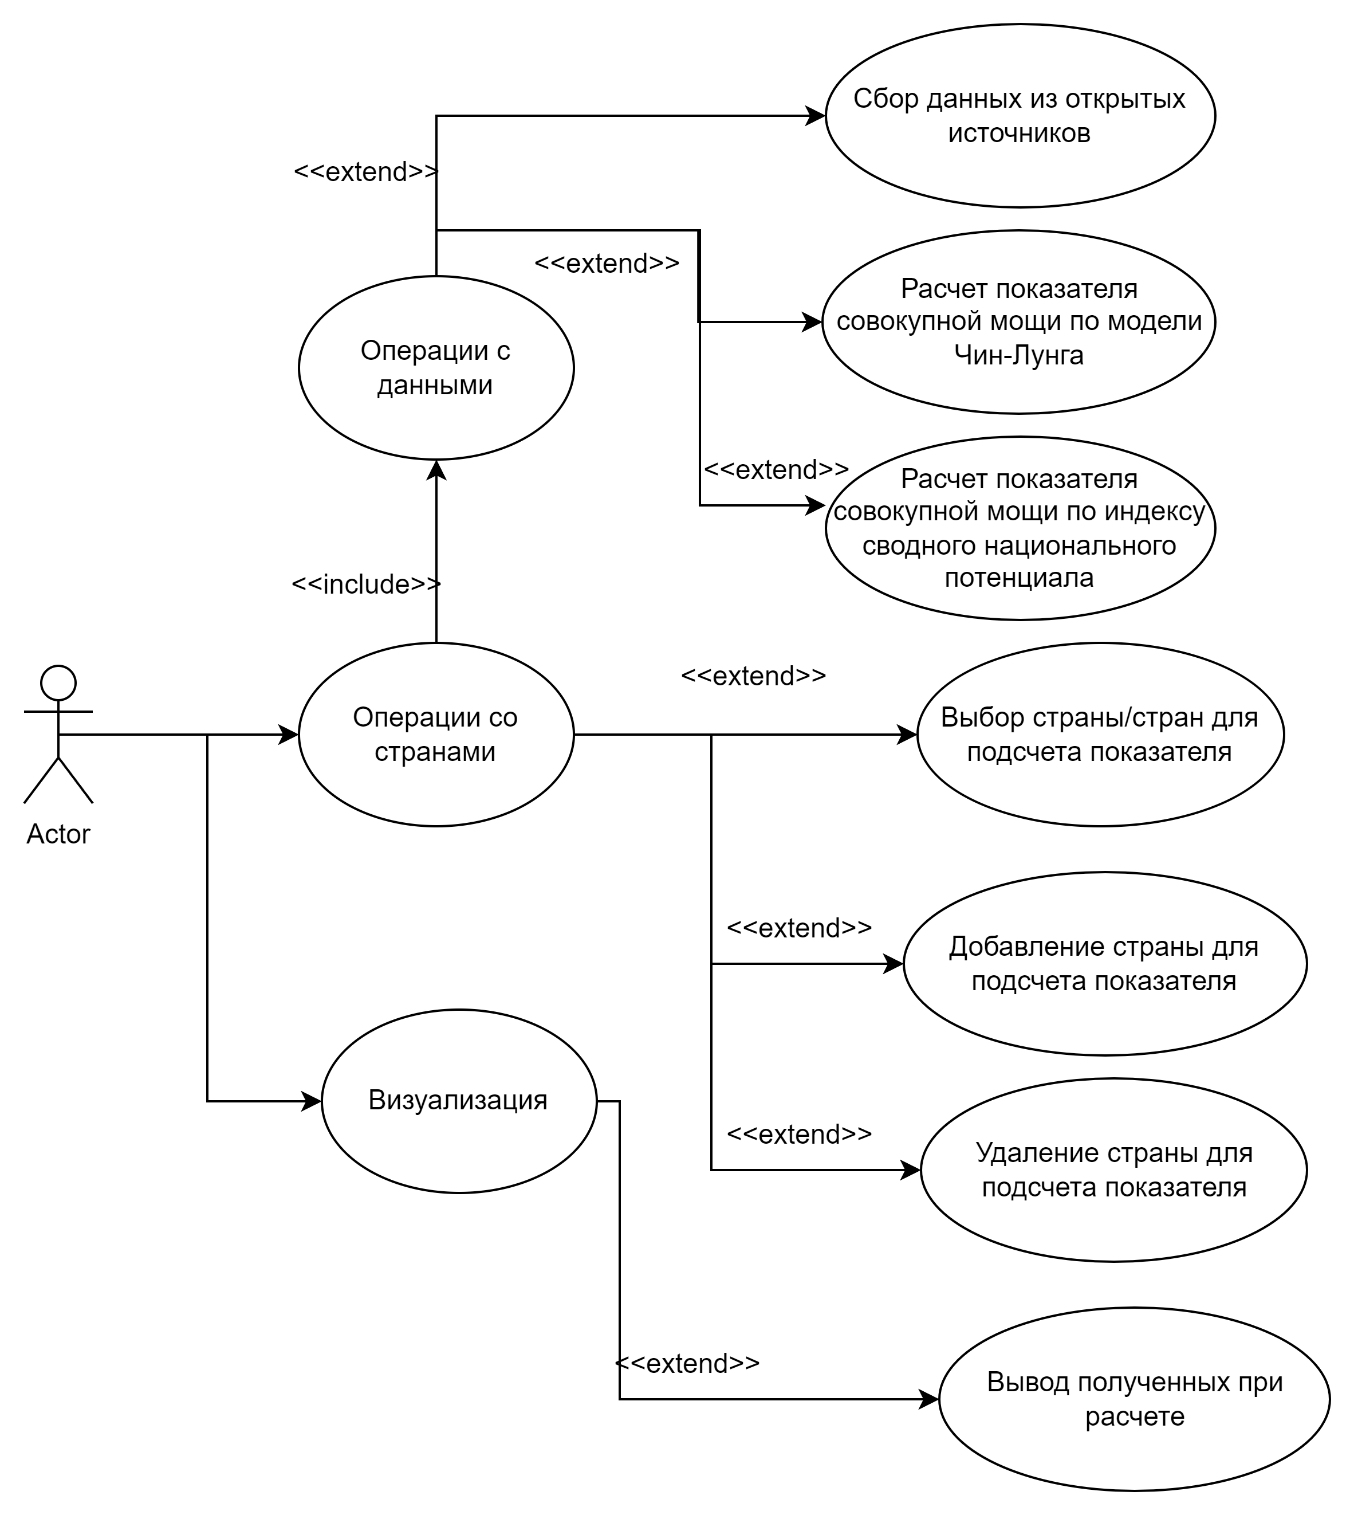 Сбор данных из открытых
источников
<<extend>>
<<extend>>
Расчет показателя
совокупной мощи по модели
Чин-Лунга
Операции с
данными
<<extend>>
Расчет показателя
совокупной мощи по индексу
сводного национального
потенциала
<<include>>
<<extend>>
Actor
Операции со
странами
Выбор страны/стран для
подсчета показателя
<<extend>>
Добавление страны для
подсчета показателя
Визуализация
<<extend>>
Удаление страны для
подсчета показателя
<<extend>>
Вывод полученных при
расчете